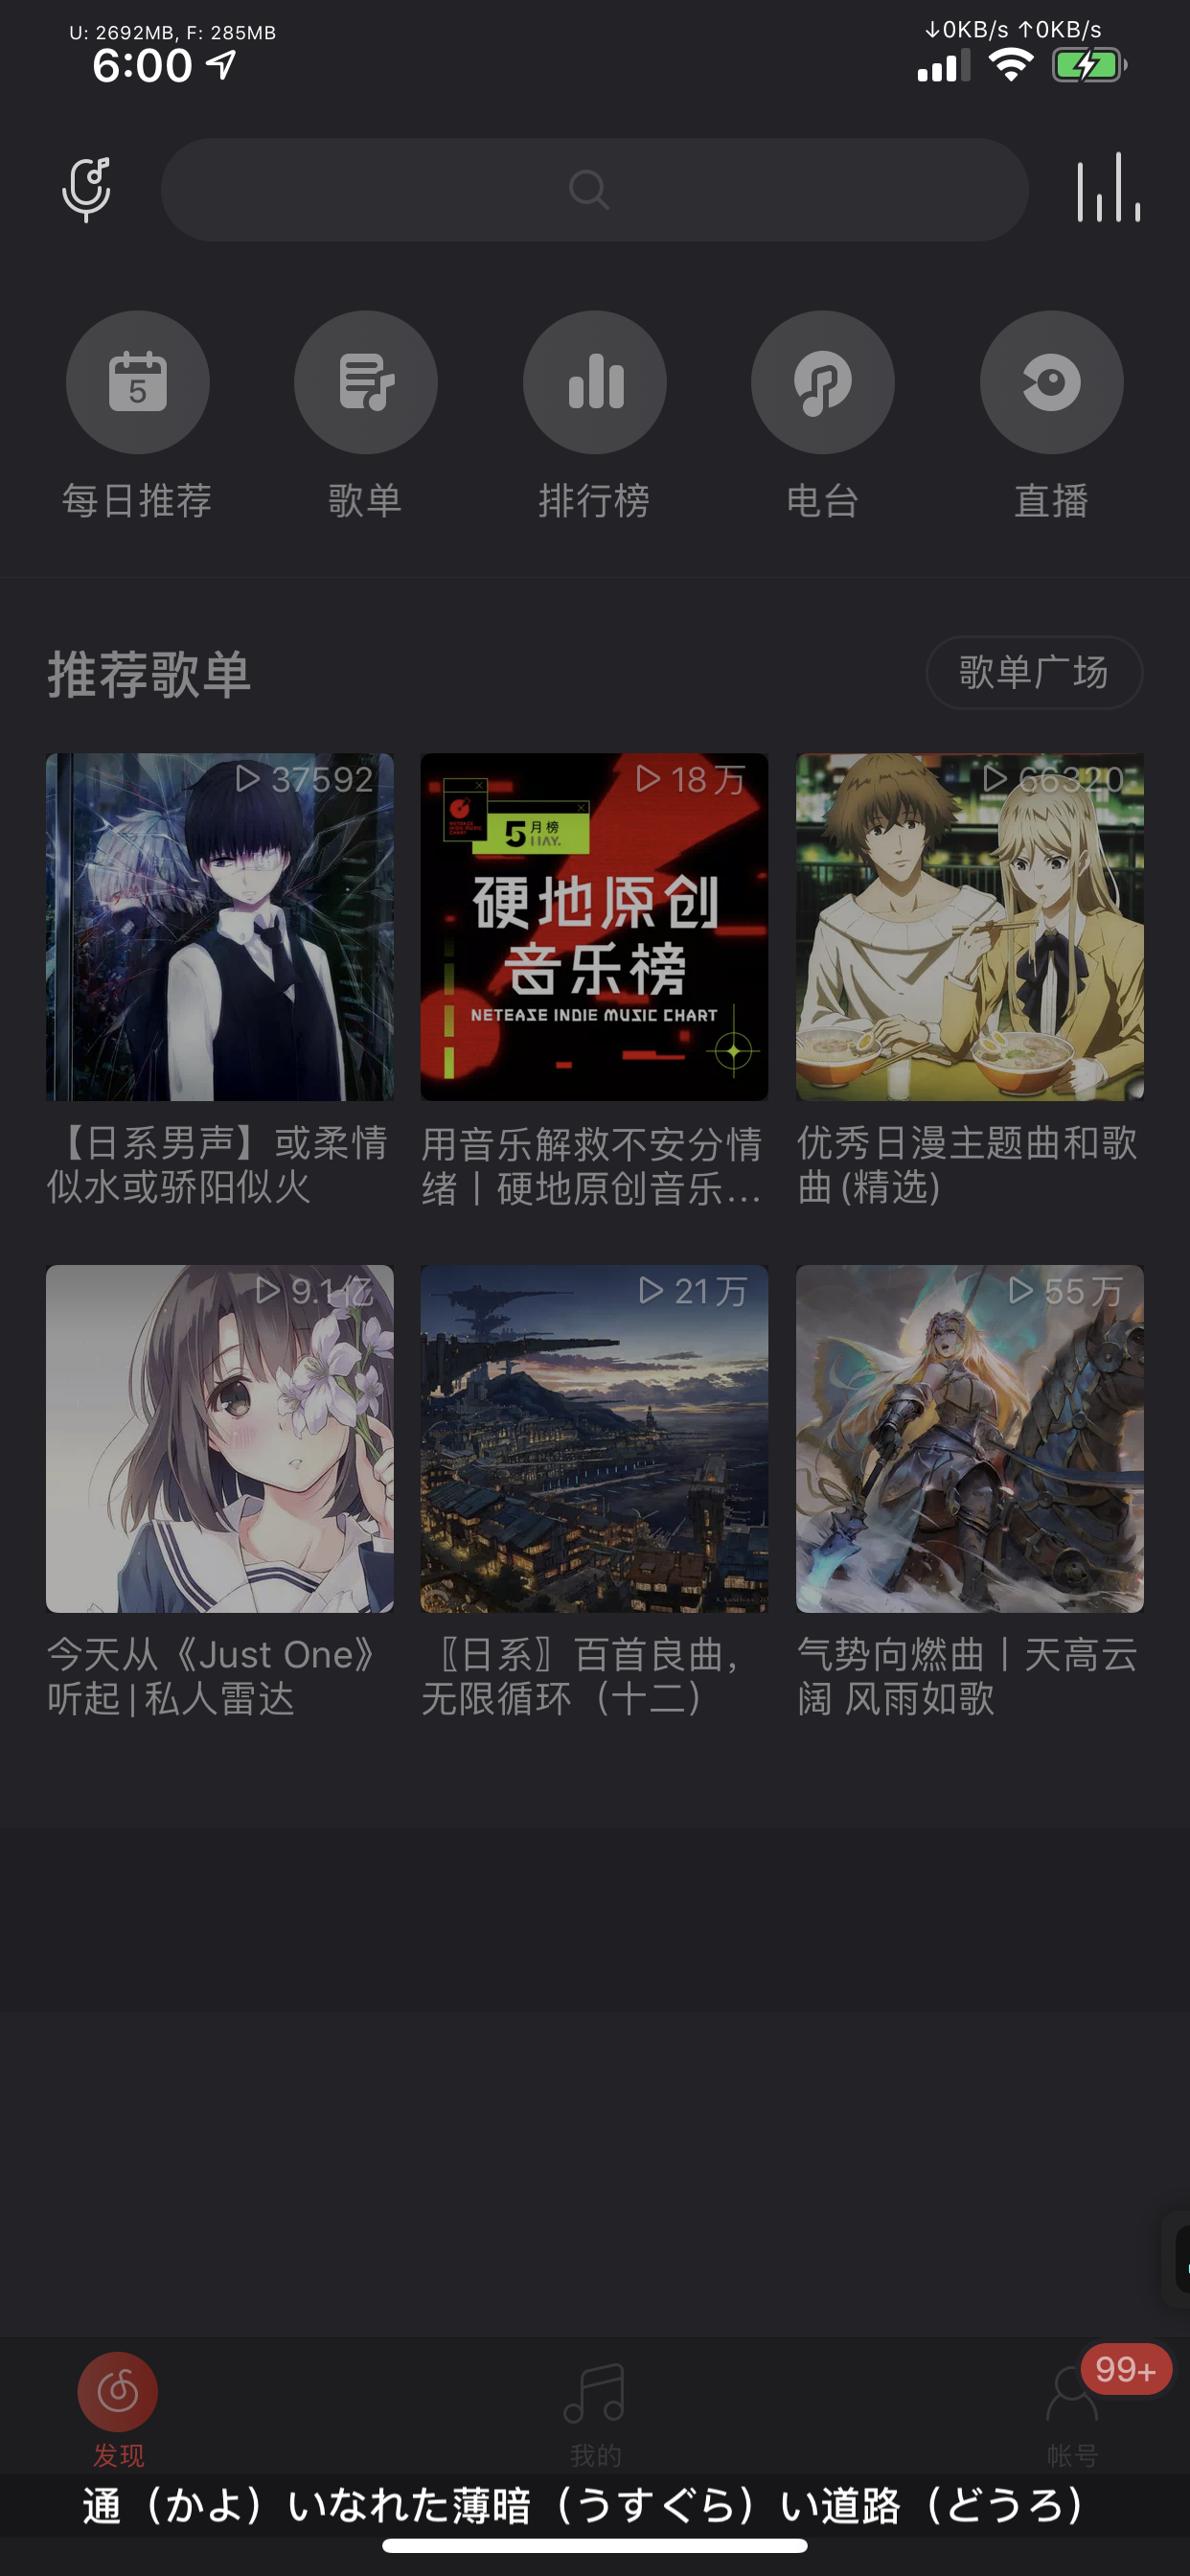 U: 2692MB, F: 285MB
↓0KB/s ↑0KB/s
6:00
5
每日推荐
歌单
排行榜
电台
直播
推荐歌单
歌单广场
37592
18万
66320
NETEASE INDIE MUSIC CHART
5月榜
MAY.
硬地原创
音乐榜
NETEASE INDIE MUSIC CHART
【日系男声】或柔情
似水或骄阳似火
用音乐解救不安分情
绪丨硬地原创音乐...
优秀日漫主题曲和歌
曲 (精选)
9.1亿
21万
55万
今天从《Just One》
听起 | 私人雷达
〖日系〗百首良曲，
无限循环（十二）
气势向燃曲丨天高云
阔 风雨如歌
99+
发现
我的
帐号
通（かよ）いなれた薄暗（うすぐら）い道路（どうろ）